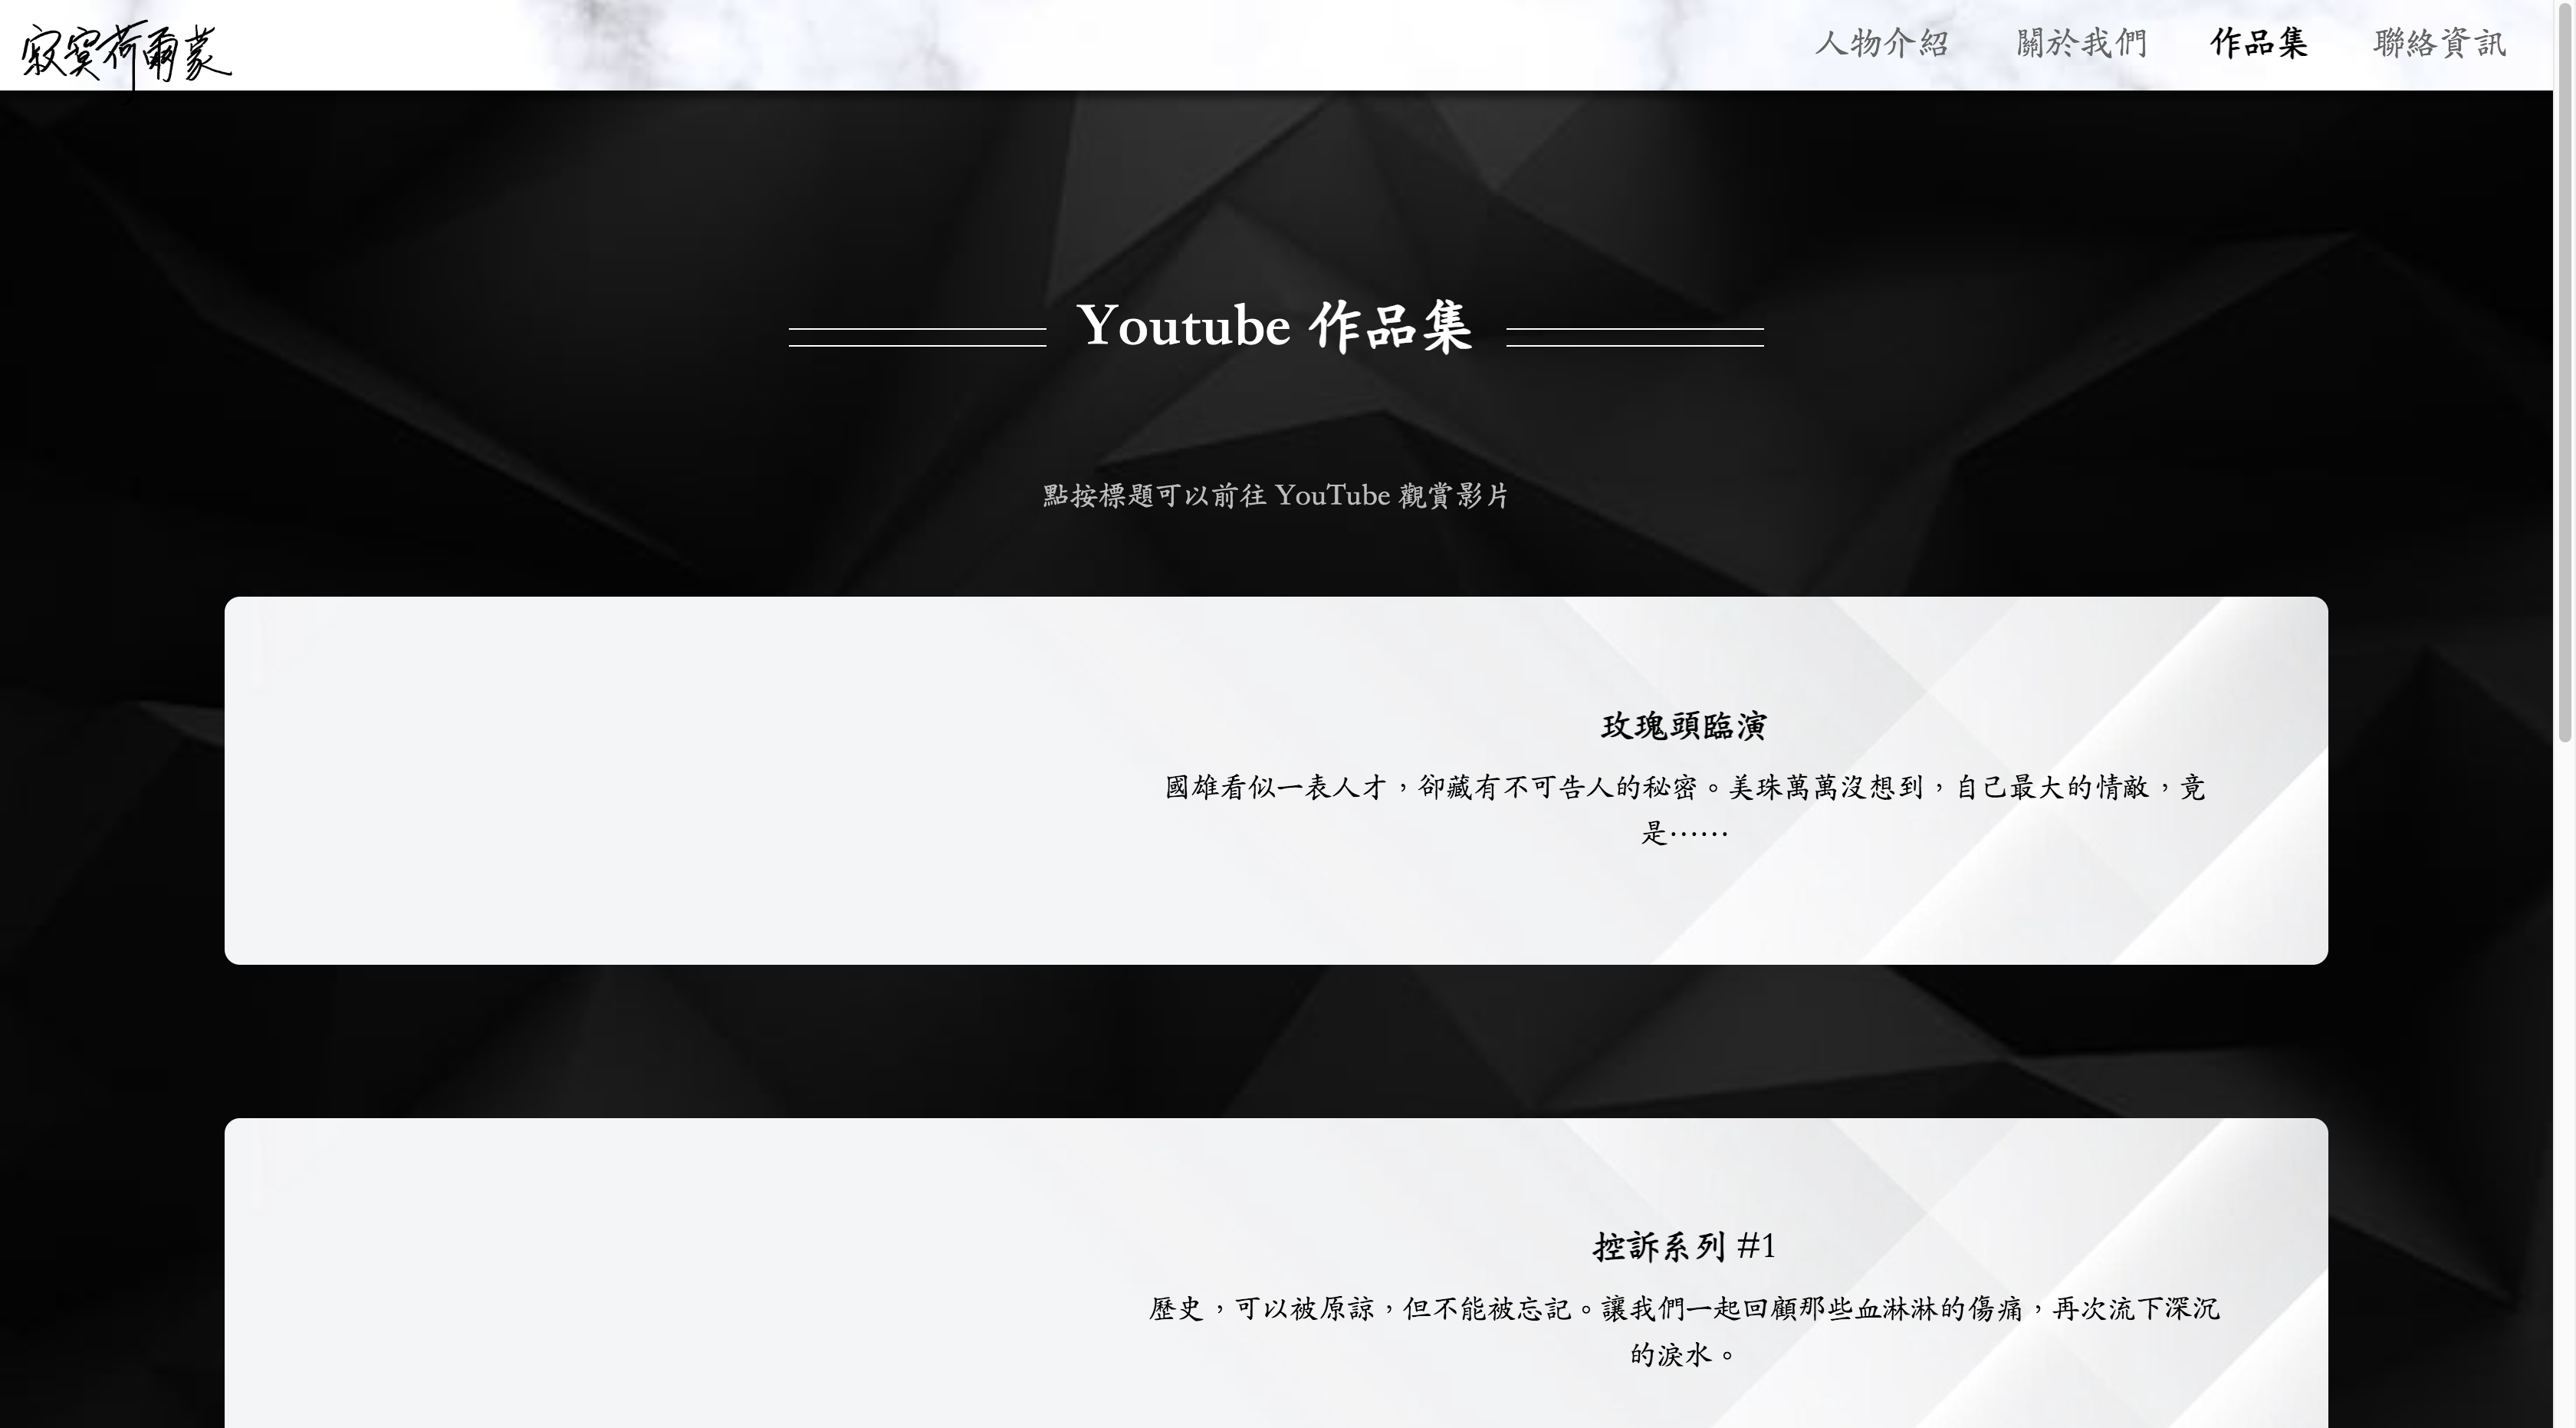 寂寞荷爾蒙
人物介紹 關於我們 作品集 聯絡資訊
Youtube 作品集
點按標題可以前往 YouTube 觀賞影片
玫瑰頭臨演
國雄看似一表人才，卻藏有不可告人的秘密。美珠萬萬沒想到，自己最大的情敵，竟
是⋯⋯
控訴系列 #1
歷史，可以被原諒，但不能被忘記。讓我們一起回顧那些血淋淋的傷痛，再次流下深沉
的淚水。